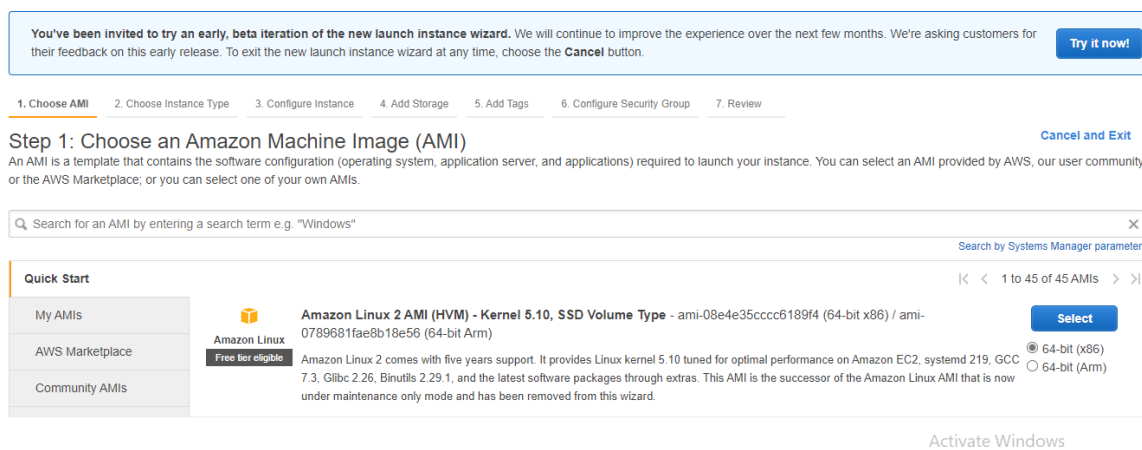 You've been invited to try an early, beta iteration of the new launch instance wizard. We will continue to improve the experience over the next few months. We're asking customers for
their feedback on this early release. To exit the new launch instance wizard at any time, choose the Cancel button.
Try it now!
1. Choose AMI 2. Choose Instance Type 3. Configure Instance 4. Add Storage 5. Add Tags 6. Configure Security Group 7. Review
Step 1: Choose an Amazon Machine Image (AMI)
Cancel and Exit
An AMI is a template that contains the software configuration (operating system, application server, and applications) required to launch your instance. You can select an AMI provided by AWS, our user community
or the AWS Marketplace; or you can select one of your own AMIs.
Search for an AMI by entering a search term e.g. "Windows"
Search by Systems Manager parameter
Quick Start
1 to 45 of 45 AMIs
My AMIs
AWS Marketplace
Community AMIs
Amazon Linux
Free tier eligible
Amazon Linux 2 AMI (HVM) - Kernel 5.10, SSD Volume Type - ami-08e4e35cccc6189f4 (64-bit x86) / ami-
0789681fae8b18e56 (64-bit Arm)
Amazon Linux 2 comes with five years support. It provides Linux kernel 5.10 tuned for optimal performance on Amazon EC2, systemd 219, GCC
7.3, Glibc 2.26, Binutils 2.29.1, and the latest software packages through extras. This AMI is the successor of the Amazon Linux AMI that is now
under maintenance only mode and has been removed from this wizard.
Select
64-bit (x86)
64-bit (Arm)
Activate Windows